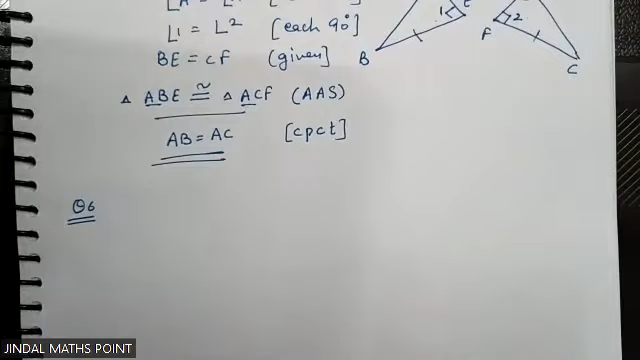 ∠1 = ∠2 [each 90°]
BE = CF (given)
△ ABE ≅ △ ACF (AAS)
AB = AC [cpct]
Q6
1
E
B
2
F
C
JINDAL MATHS POINT